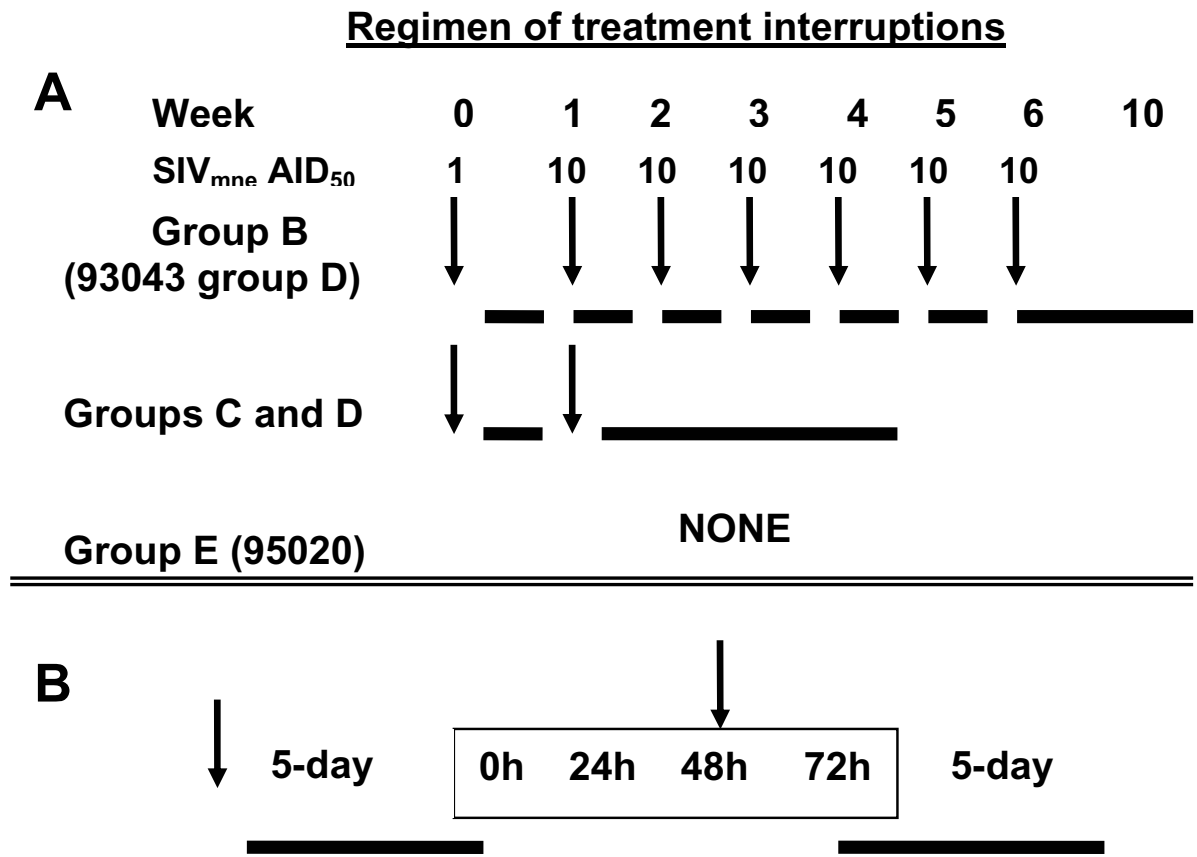 Regimen of treatment interruptions
A
Week 0 1 2 3 4 5 6 10
SIVmne AID50 1 10 10 10 10 10 10
Group B
(93043 group D)
Groups C and D
NONE
Group E (95020)
B
5-day 0h 24h 48h 72h 5-day